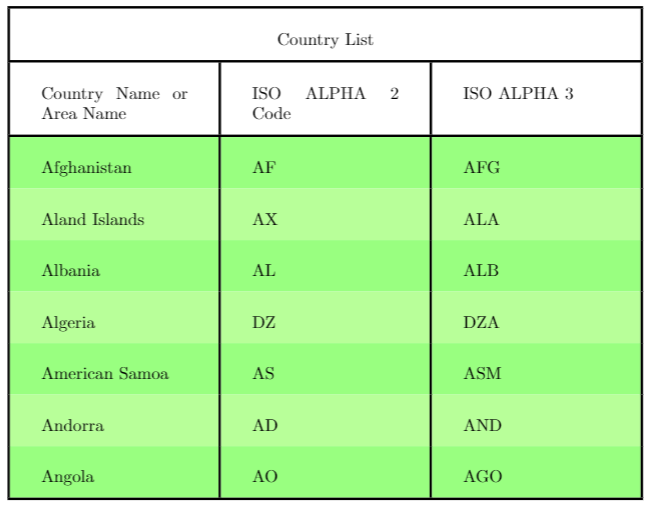 Country List
Country Name or Area Name | ISO ALPHA 2 Code | ISO ALPHA 3
Afghanistan | AF | AFG
Aland Islands | AX | ALA
Albania | AL | ALB
Algeria | DZ | DZA
American Samoa | AS | ASM
Andorra | AD | AND
Angola | AO | AGO